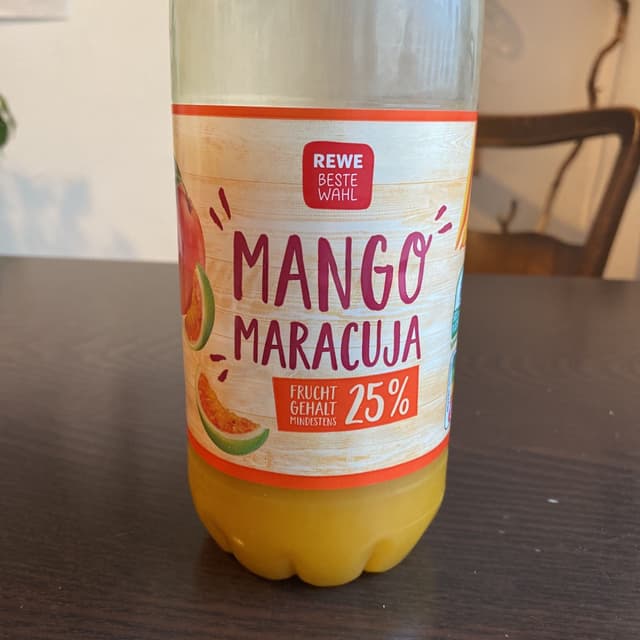 REWE
BESTE
WAHL
MANGO
MARACUJA
FRUCHT
GEHALT
MINDESTENS
25%